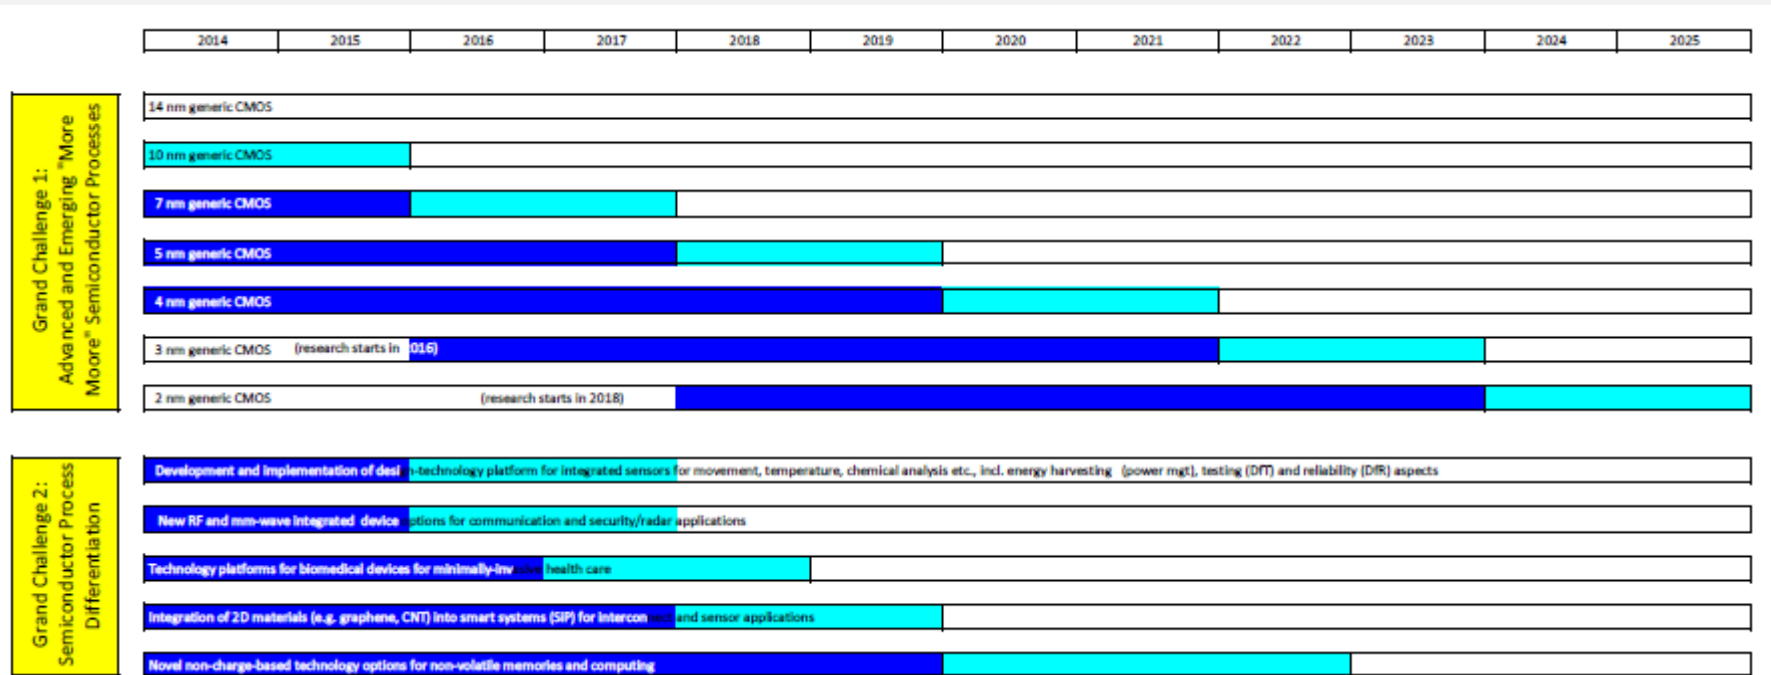 2014 2015 2016 2017 2018 2019 2020 2021 2022 2023 2024 2025
Grand Challenge 1:
Advanced and Emerging "More
Moore" Semiconductor Processes
14 nm generic CMOS
10 nm generic CMOS
7 nm generic CMOS
5 nm generic CMOS
4 nm generic CMOS
3 nm generic CMOS (research starts in 2016)
2 nm generic CMOS (research starts in 2018)
Grand Challenge 2:
Semiconductor Process
Differentiation
Development and implementation of design-technology platform for integrated sensors for movement, temperature, chemical analysis etc., incl. energy harvesting (power mgt), testing (DfT) and reliability (DfR) aspects
New RF and mm-wave integrated device options for communication and security/radar applications
Technology platforms for biomedical devices for minimally-invasive health care
Integration of 2D materials (e.g. graphene, CNT) into smart systems (SiP) for interconnect and sensor applications
Novel non-charge-based technology options for non-volatile memories and computing